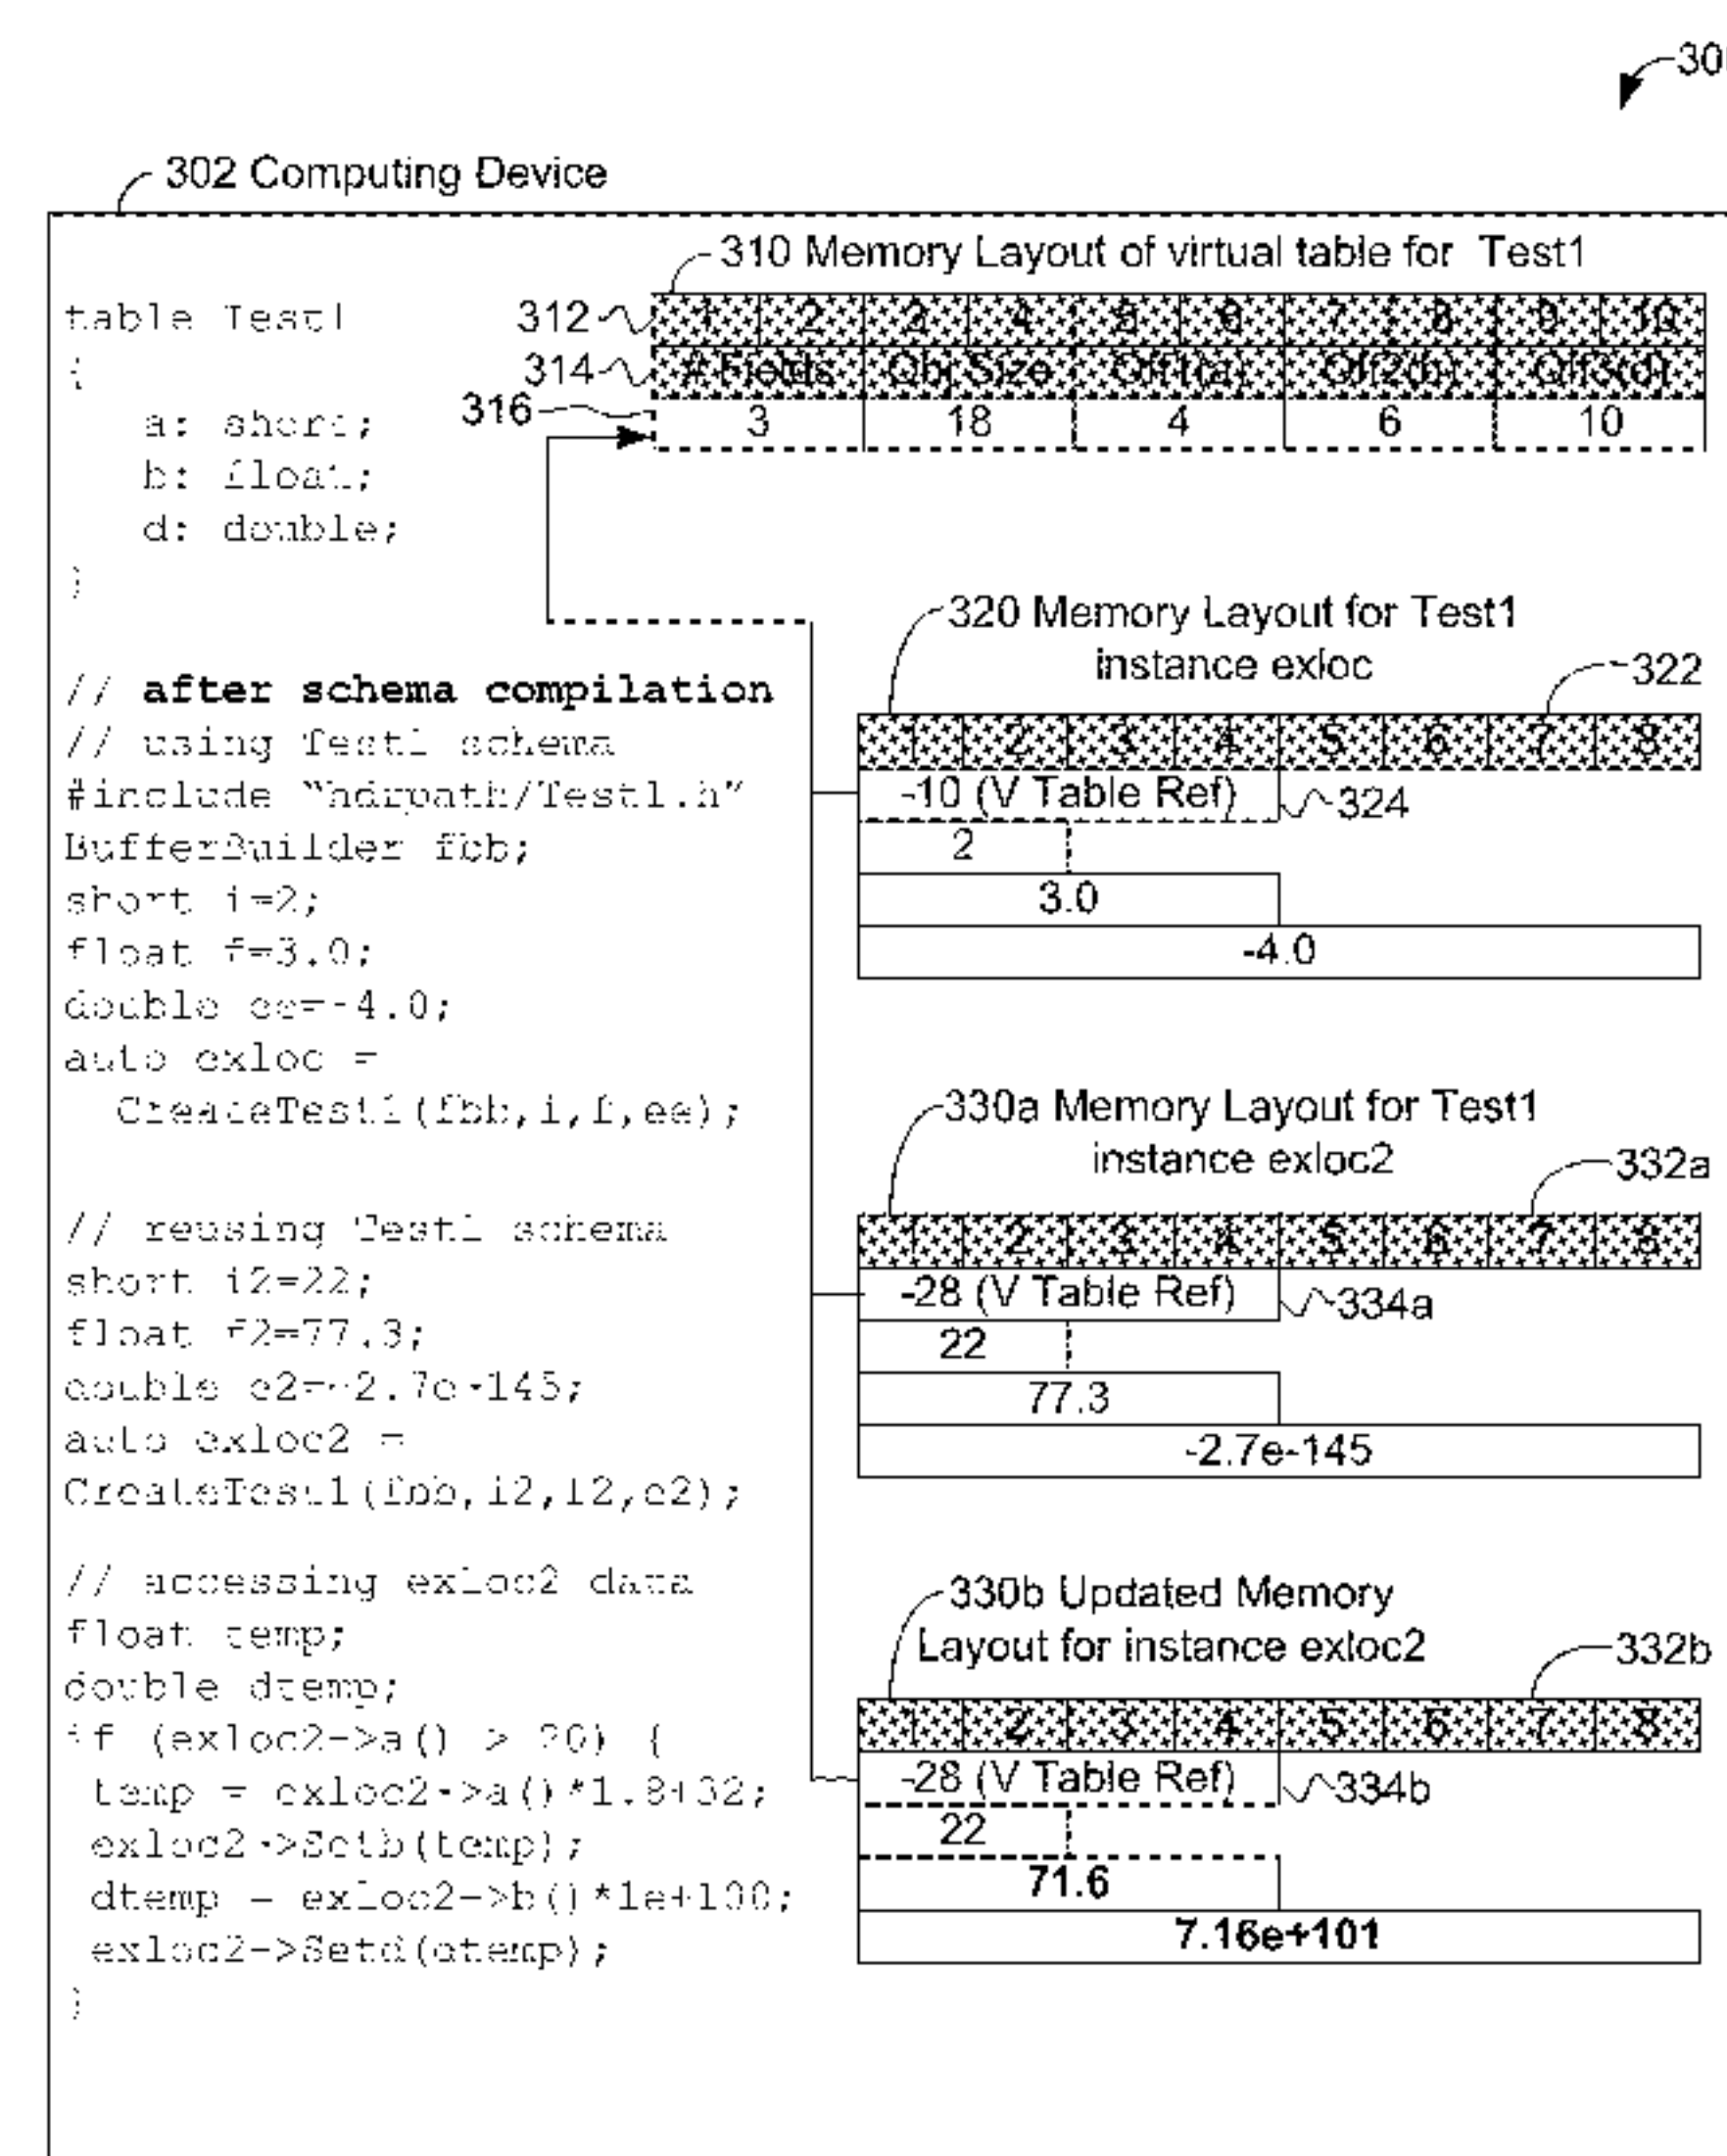 302 Computing Device
310 Memory Layout of virtual table for Test1
312 1 2 3 4 5 6 7 8 9 10
314 # Fields Obj Size Off1(a) Off2(b) Off3(d)
316 3 18 4 6 10
table Test1
{
a: short;
b: float;
d: double;
}
// after schema compilation
// using Test1 schema
#include “hdrpath/Test1.h”
BufferBuilder fbb;
short i=2;
float f=3.0;
double ee=-4.0;
auto exloc =
CreateTest1(fbb,i,f,ee);
// reusing Test1 schema
short i2=22;
float f2=77.3;
double e2=-2.7e-145;
auto exloc2 =
CreateTest1(fbb,i2,f2,e2);
// accessing exloc2 data
float temp;
double dtemp;
if (exloc2->a() > 20) {
temp = exloc2->a()*1.8+32;
exloc2->Setb(temp);
dtemp = exloc2->b()*1e+100;
exloc2->Setd(dtemp);
}
320 Memory Layout for Test1
instance exloc
322
1 2 3 4 5 6 7 8
-10 (V Table Ref) 324
2
3.0
-4.0
330a Memory Layout for Test1
instance exloc2
332a
1 2 3 4 5 6 7 8
-28 (V Table Ref) 334a
22
77.3
-2.7e-145
330b Updated Memory
Layout for instance exloc2
332b
1 2 3 4 5 6 7 8
-28 (V Table Ref) 334b
22
71.6
7.16e+101